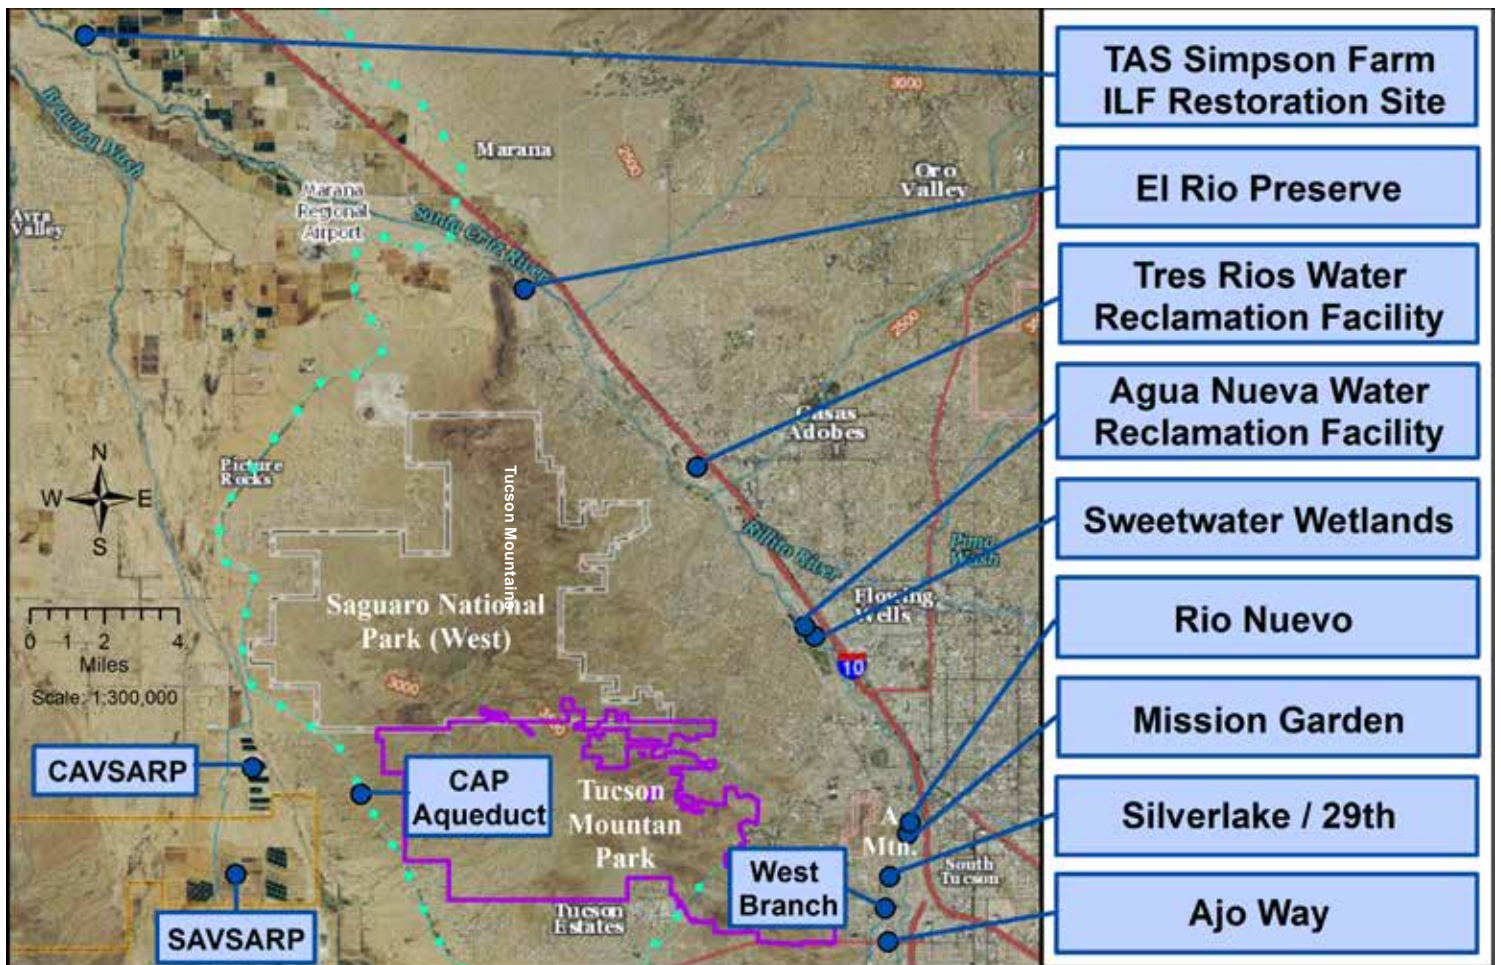 TAS Simpson Farm
ILF Restoration Site
El Rio Preserve
Tres Rios Water
Reclamation Facility
Agua Nueva Water
Reclamation Facility
Sweetwater Wetlands
Rio Nuevo
Mission Garden
Silverlake / 29th
Ajo Way
3000
Brawley Wash
Marana
2500
Oro
Valley
Marana
Regional
Airport
Avra
Valley
Santa Cruz River
2500
Casas
Adobes
Picture
Rocks
N
W
E
S
Tucson Mountains
Rillito River
Pima
Wash
Saguaro National
Park (West)
Flowing
Wells
0 1 2 4
Miles
Scale: 1:300,000
10
3000
CAVSARP
CAP
Aqueduct
Tucson
Mountan
Park
A
Mtn.
West
Branch
South
Tucson
Tucson
Estates
SAVSARP